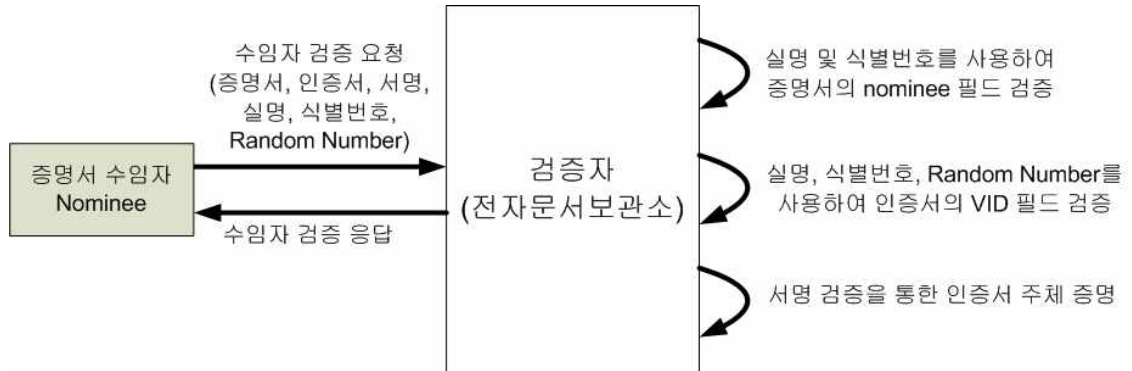 수임자 검증 요청
(증명서, 인증서, 서명,
실명, 식별번호,
Random Number)
증명서 수임자
Nominee
수임자 검증 응답
검증자
(전자문서보관소)
실명 및 식별번호를 사용하여
증명서의 nominee 필드 검증
실명, 식별번호, Random Number를
사용하여 인증서의 VID 필드 검증
서명 검증을 통한 인증서 주체 증명